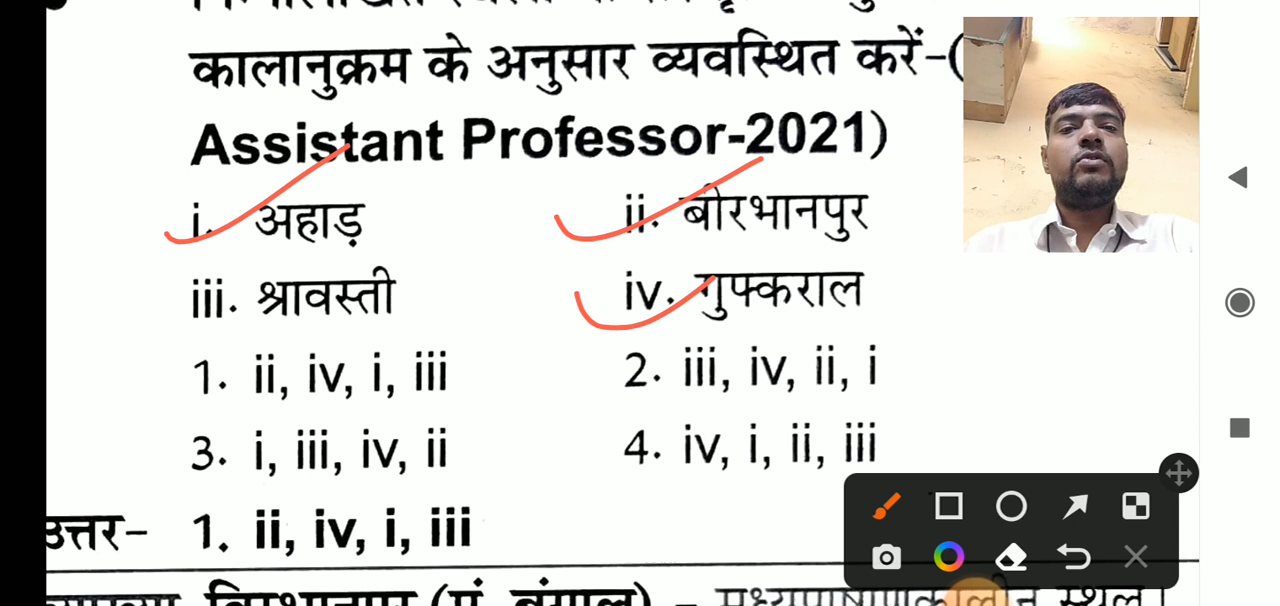 कालानुक्रम के अनुसार व्यवस्थित करें-(
Assistant Professor-2021)
i. अहाड़ ii. बीरभानपुर
iii. श्रावस्ती iv. गुफ्कराल
1. ii, iv, i, iii 2. iii, iv, ii, i
3. i, iii, iv, ii 4. iv, i, ii, iii
उत्तर- 1. ii, iv, i, iii